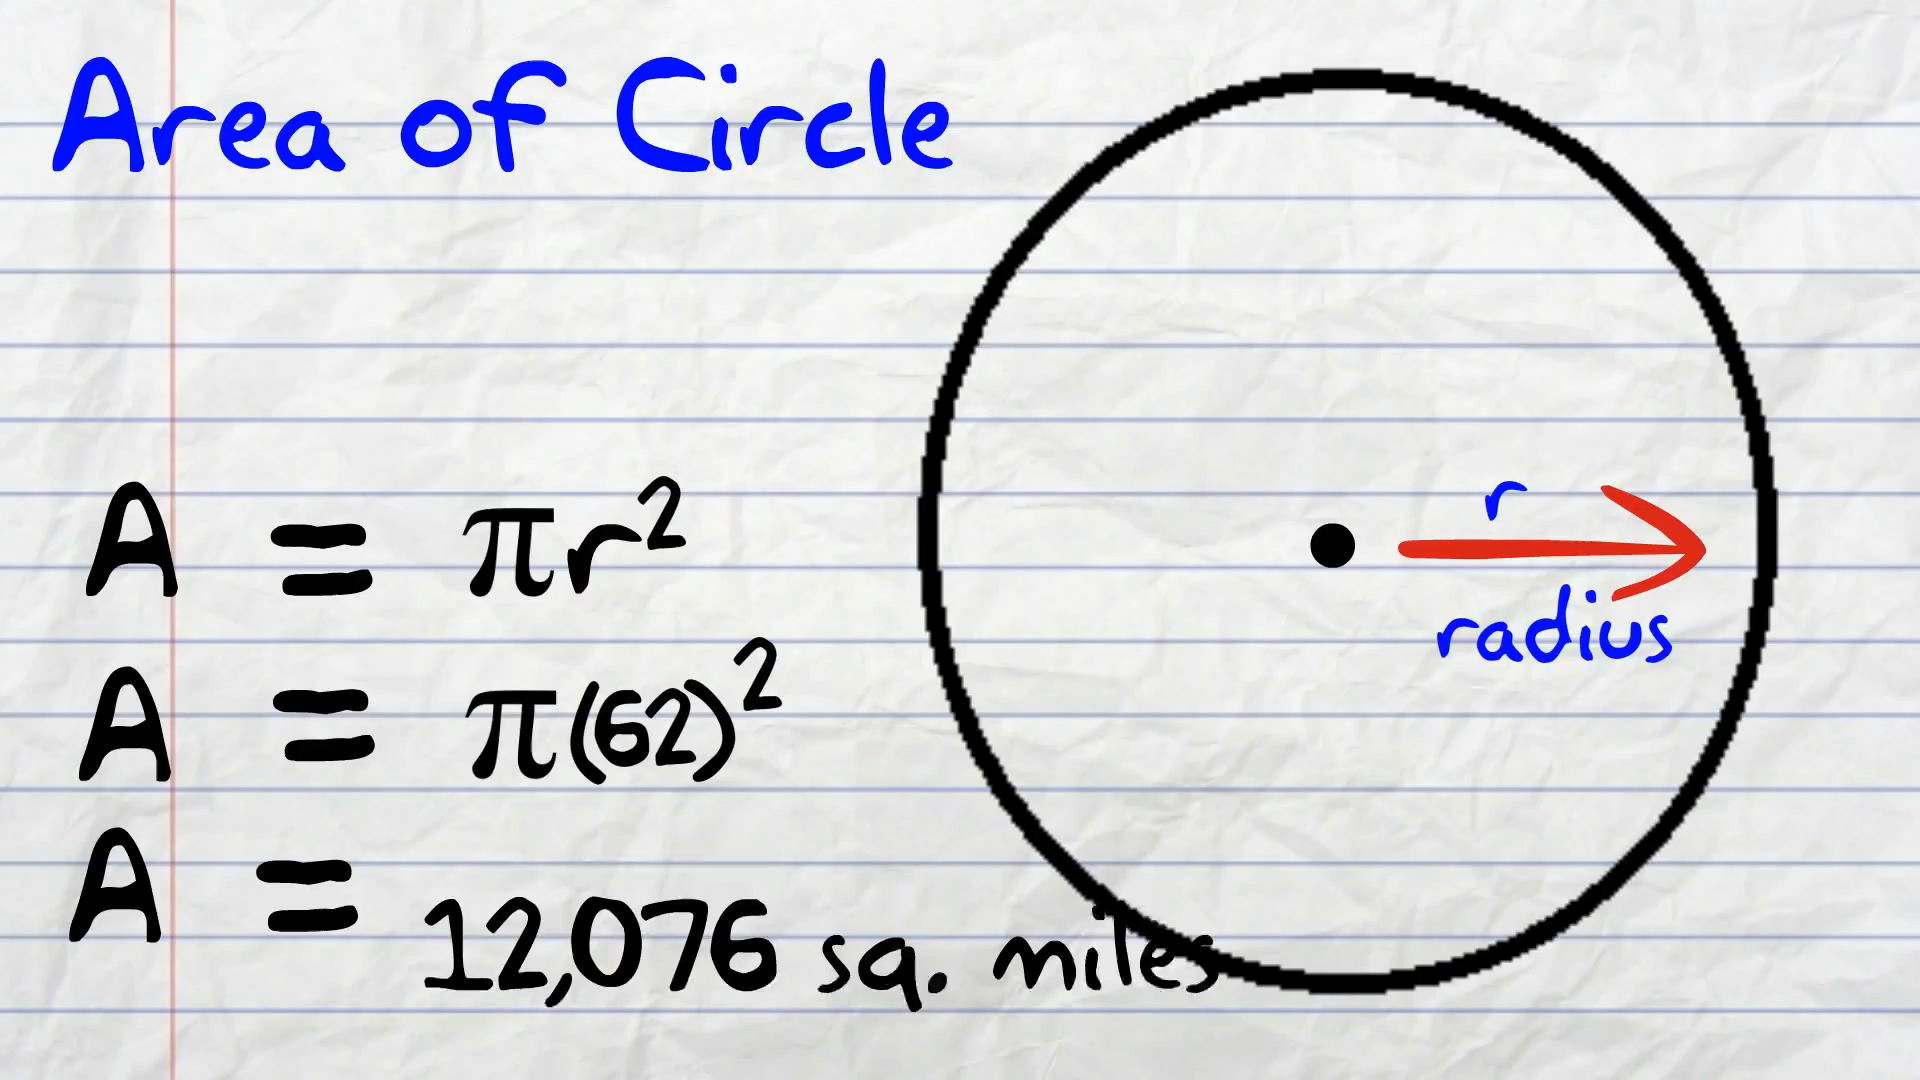 Area of Circle
A = πr²
r
radius
A = π(62)²
A = 12,076 sq. miles